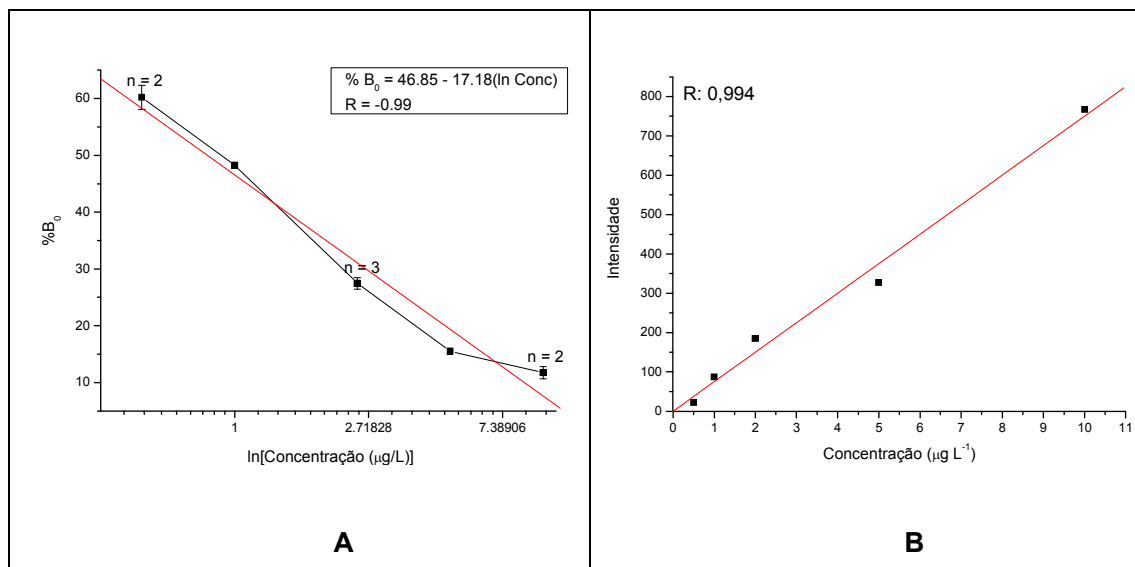 % B0 = 46.85 - 17.18(ln Conc)
R = -0.99
n = 2
n = 3
n = 2
60
50
40
30
20
10
%B0
1 2.71828 7.38906
ln[Concentração (μg/L)]
A
R: 0,994
800
700
600
500
400
300
200
100
0
Intensidade
0 1 2 3 4 5 6 7 8 9 10 11
Concentração (μg L-1)
B